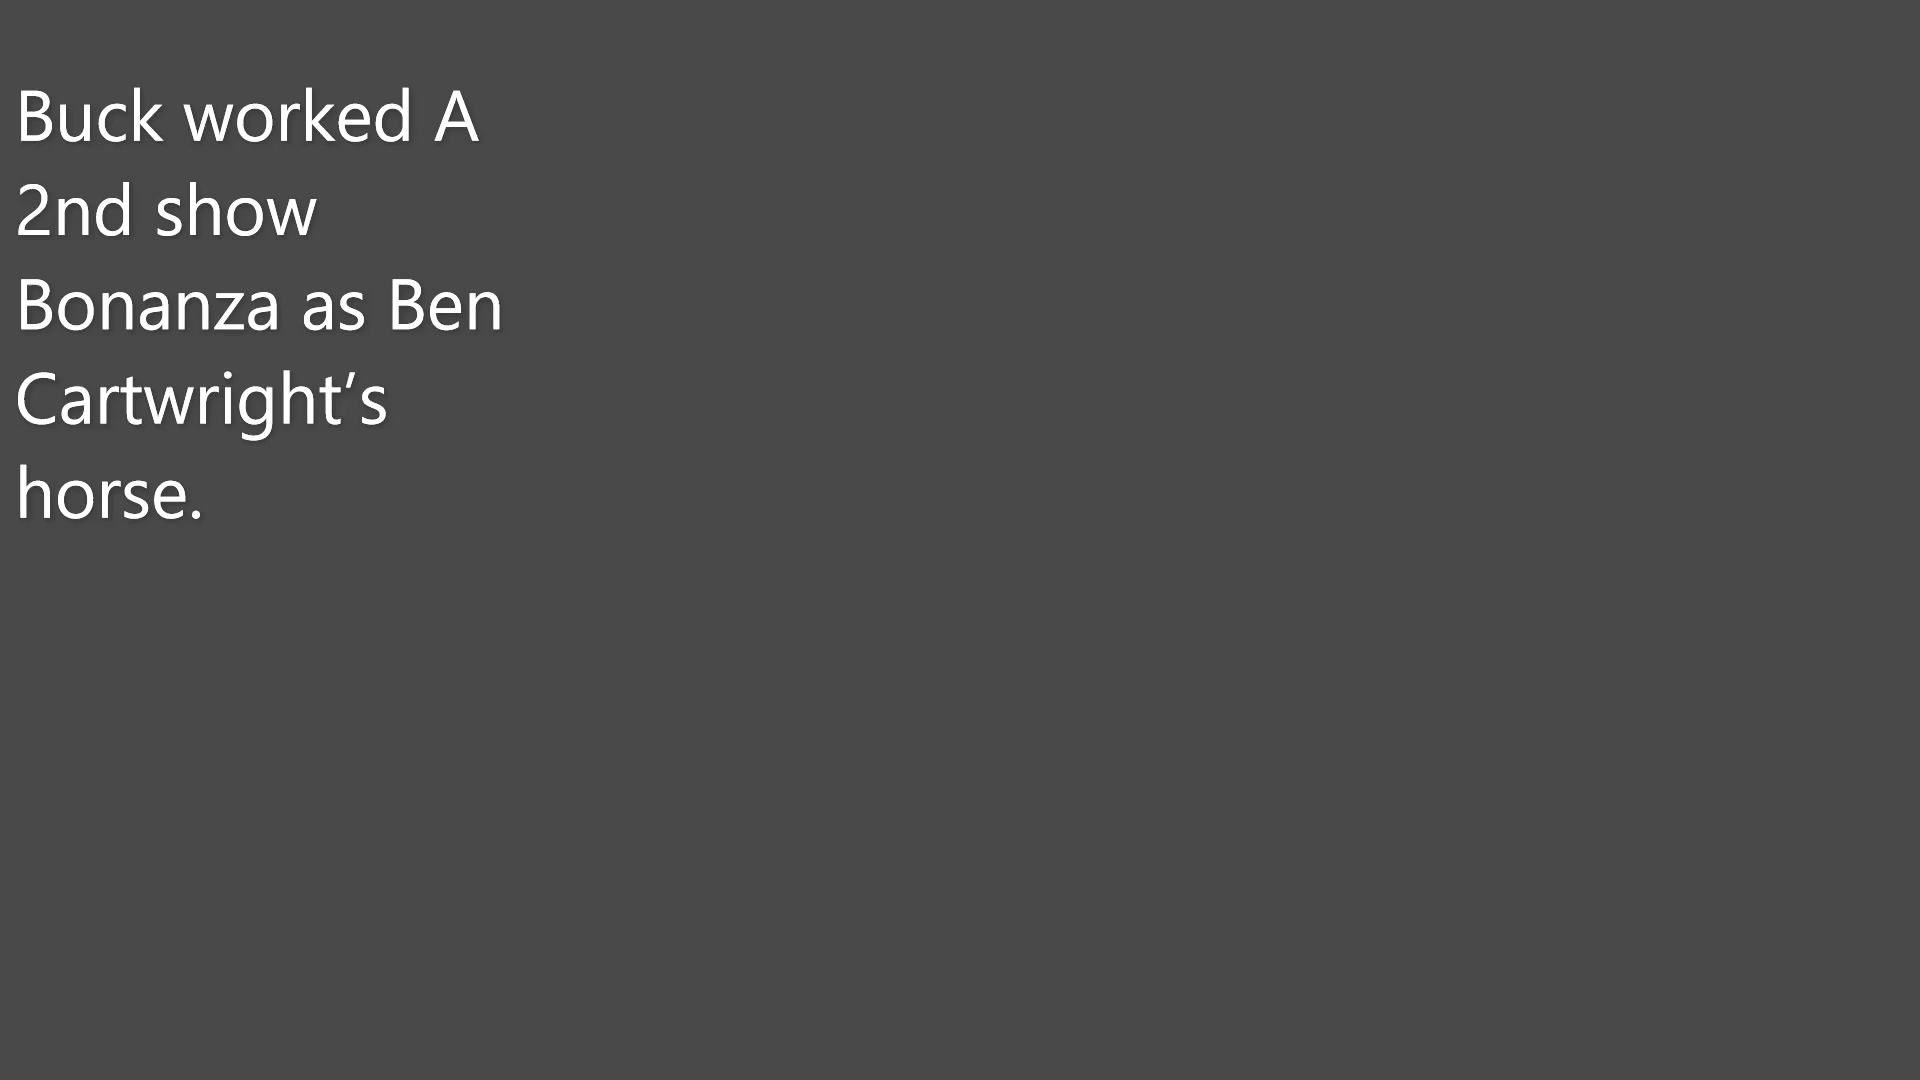 Buck worked A
2nd show
Bonanza as Ben
Cartwright’s
horse.